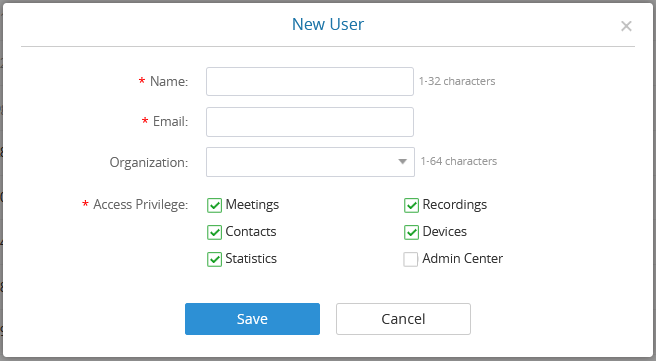 New User
* Name: 1-32 characters
* Email:
Organization: 1-64 characters
* Access Privilege: Meetings Recordings
Contacts Devices
Statistics Admin Center
Save Cancel